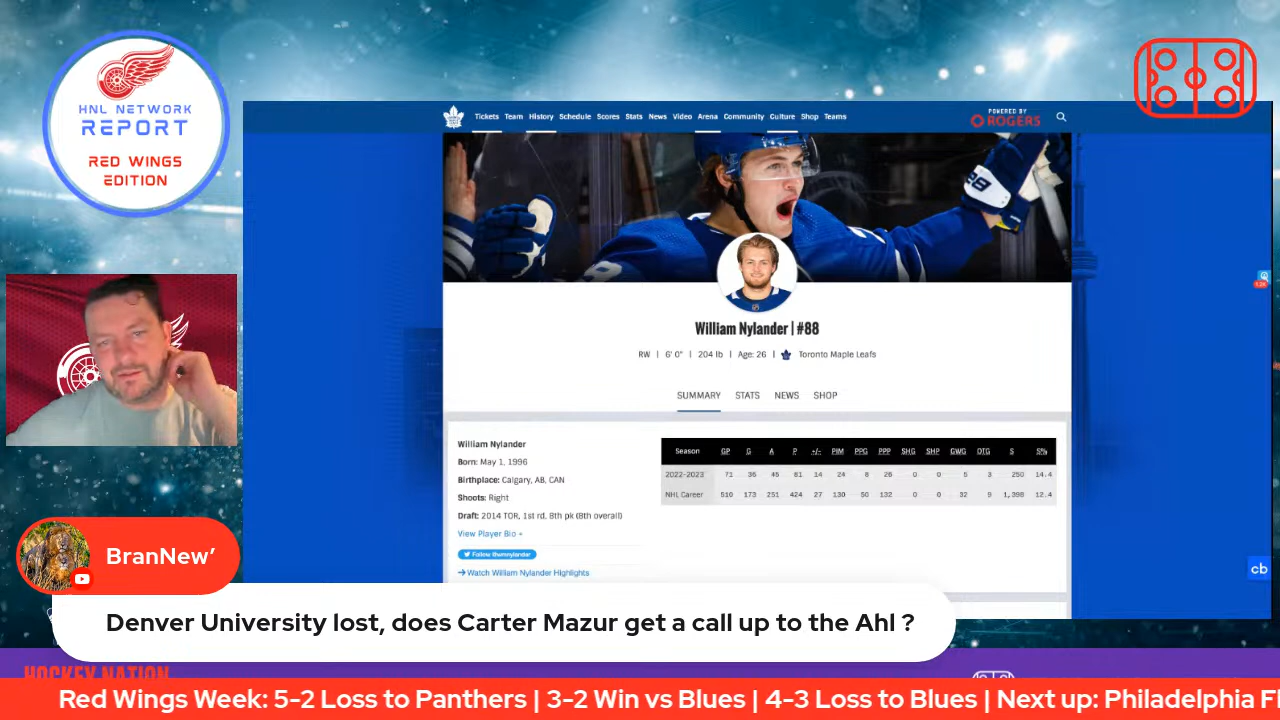 HNL NETWORK
REPORT
RED WINGS
EDITION
Tickets Team History Schedule Scores Stats News Video Arena Community Culture Shop Teams
POWERED BY
ROGERS
William Nylander | #88
RW | 6' 0" | 204 lb | Age: 26 | Toronto Maple Leafs
SUMMARY STATS NEWS SHOP
William Nylander
Born: May 1, 1996
Birthplace: Calgary, AB, CAN
Shoots: Right
Draft: 2014 TOR, 1st rd, 8th pk (8th overall)
View Player Bio +
Follow @wmnylander
Watch William Nylander Highlights
Season GP G A P +/- PIM PPG PPP SHG SHP GWG OTG S S%
2022-2023 71 36 45 81 14 24 8 26 0 0 5 3 250 14.4
NHL Career 510 173 251 424 27 130 50 132 0 0 32 9 1,398 12.4
cb
BranNew’
Denver University lost, does Carter Mazur get a call up to the Ahl ?
HOCKEY NATION
Red Wings Week: 5-2 Loss to Panthers | 3-2 Win vs Blues | 4-3 Loss to Blues | Next up: Philadelphia